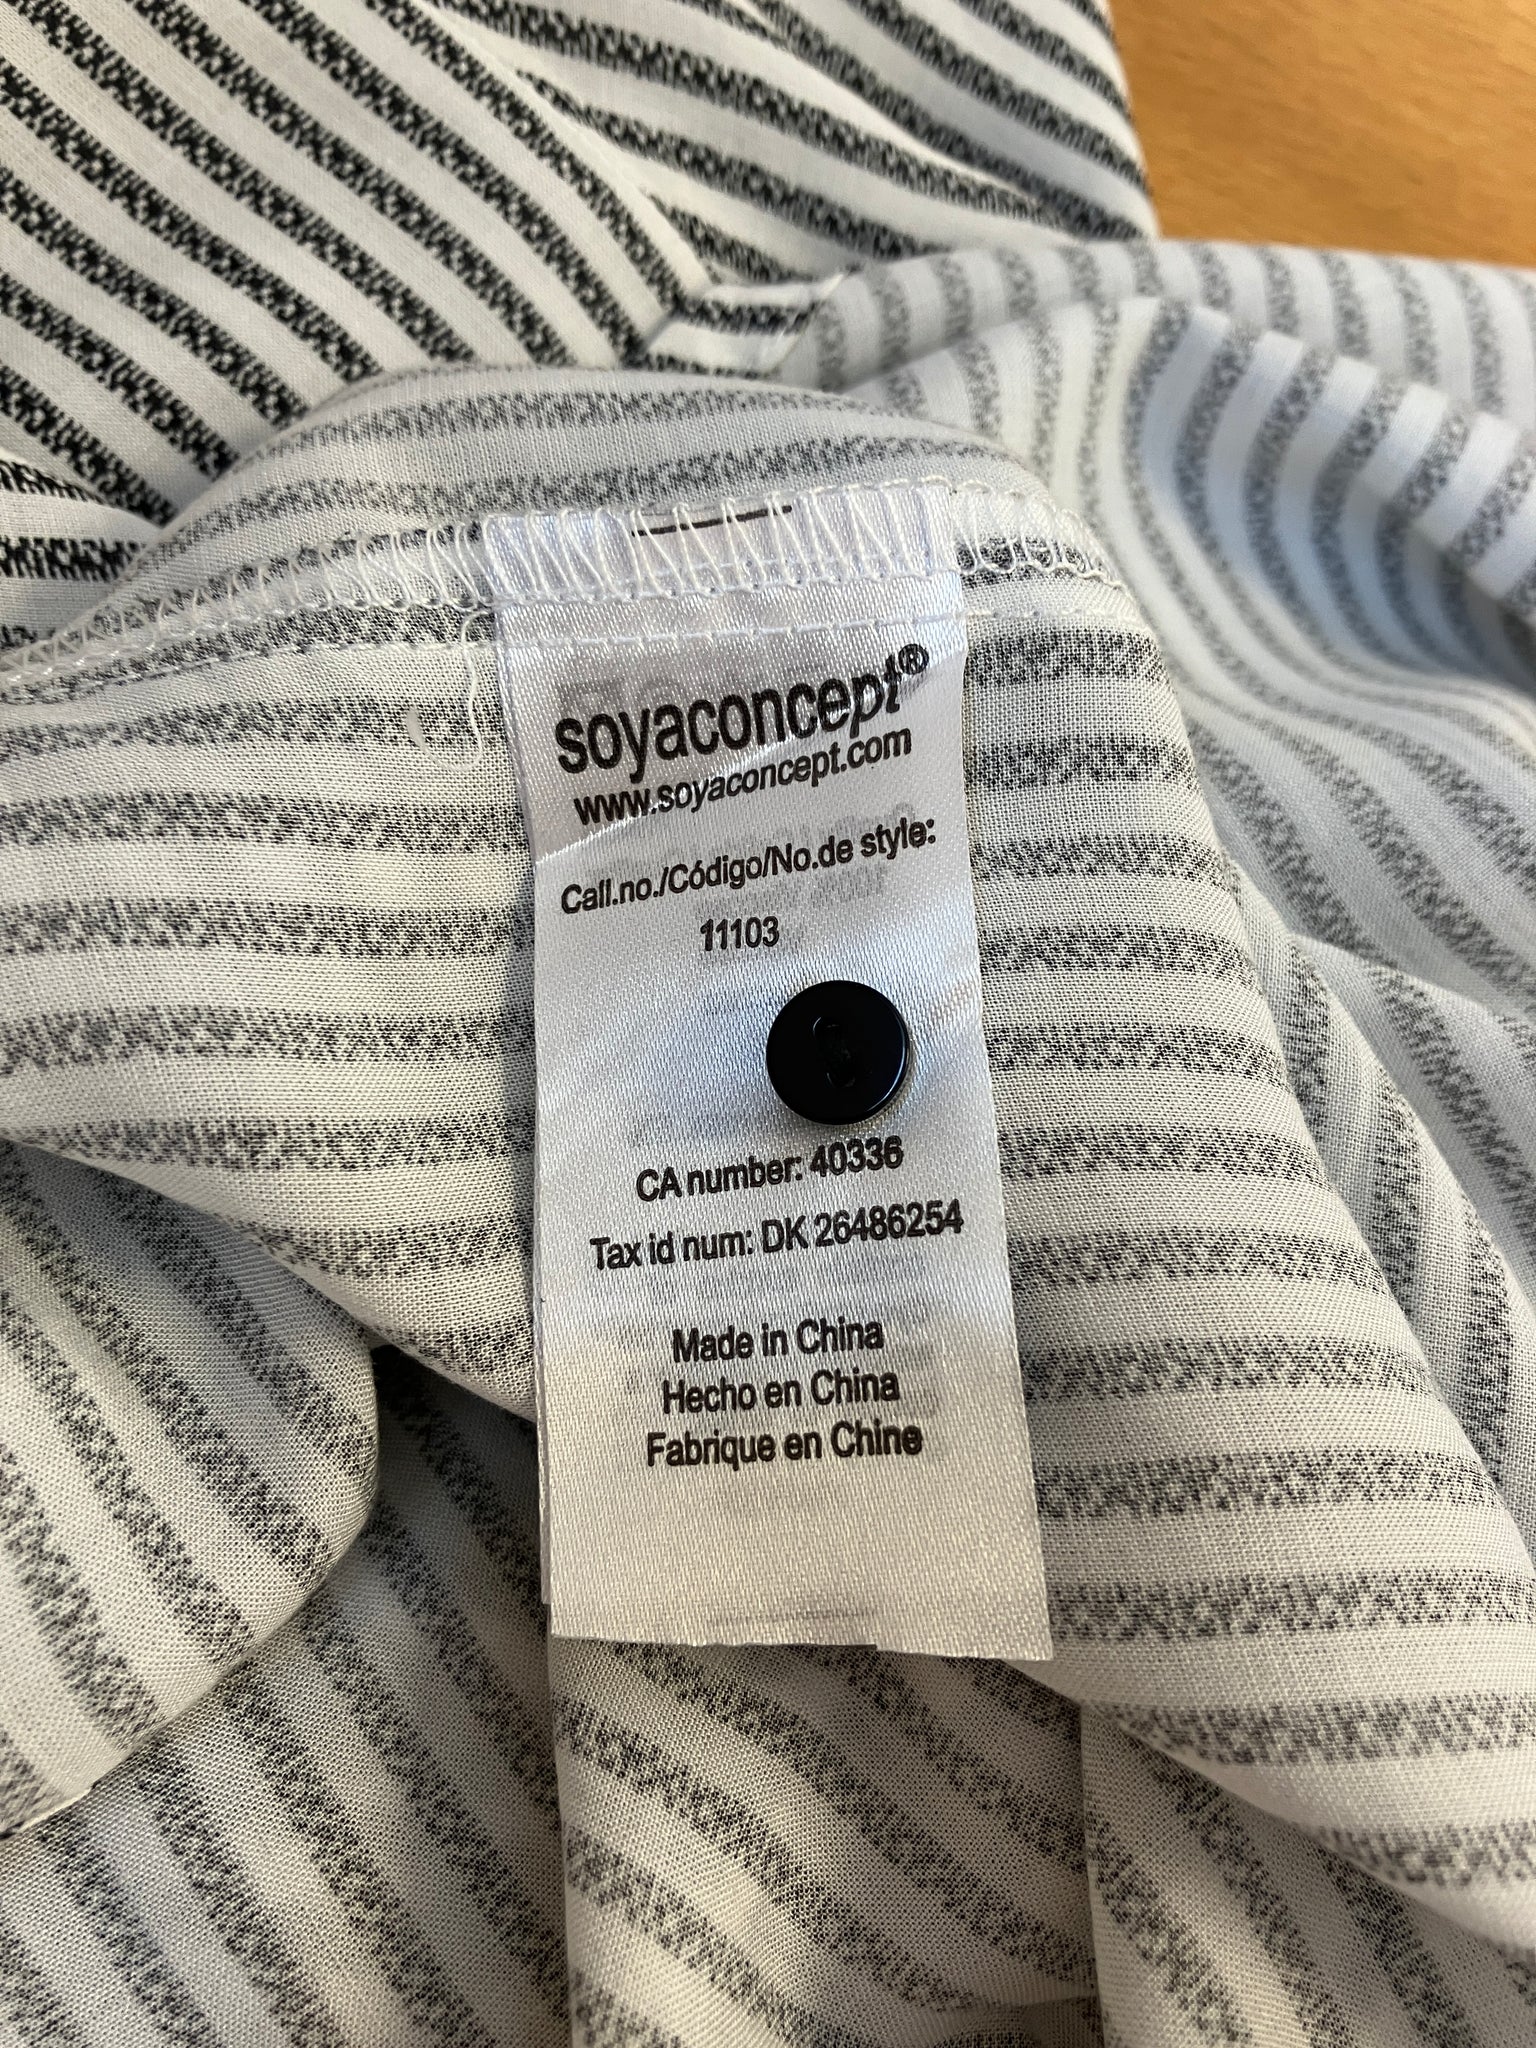 soyaconcept®
www.soyaconcept.com
Call.no./Código/No.de style:
11103
CA number: 40336
Tax id num: DK 26486254
Made in China
Hecho en China
Fabrique en Chine